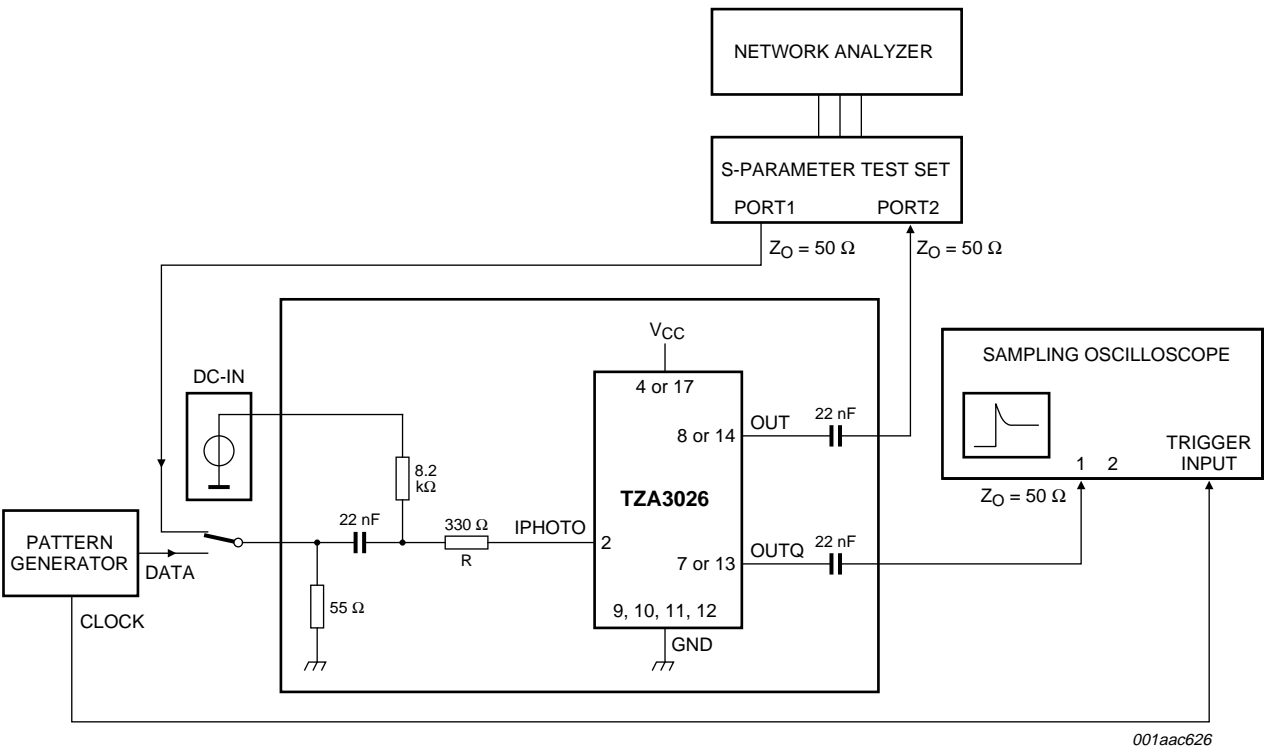 NETWORK ANALYZER
S-PARAMETER TEST SET
PORT1 PORT2
ZO = 50 Ω ZO = 50 Ω
VCC
DC-IN
SAMPLING OSCILLOSCOPE
4 or 17
8 or 14
OUT
22 nF
TRIGGER
INPUT
1 2
ZO = 50 Ω
8.2
kΩ
TZA3026
22 nF
330 Ω
R
IPHOTO
2
7 or 13
OUTQ
22 nF
PATTERN
GENERATOR
DATA
CLOCK
55 Ω
9, 10, 11, 12
GND
001aac626